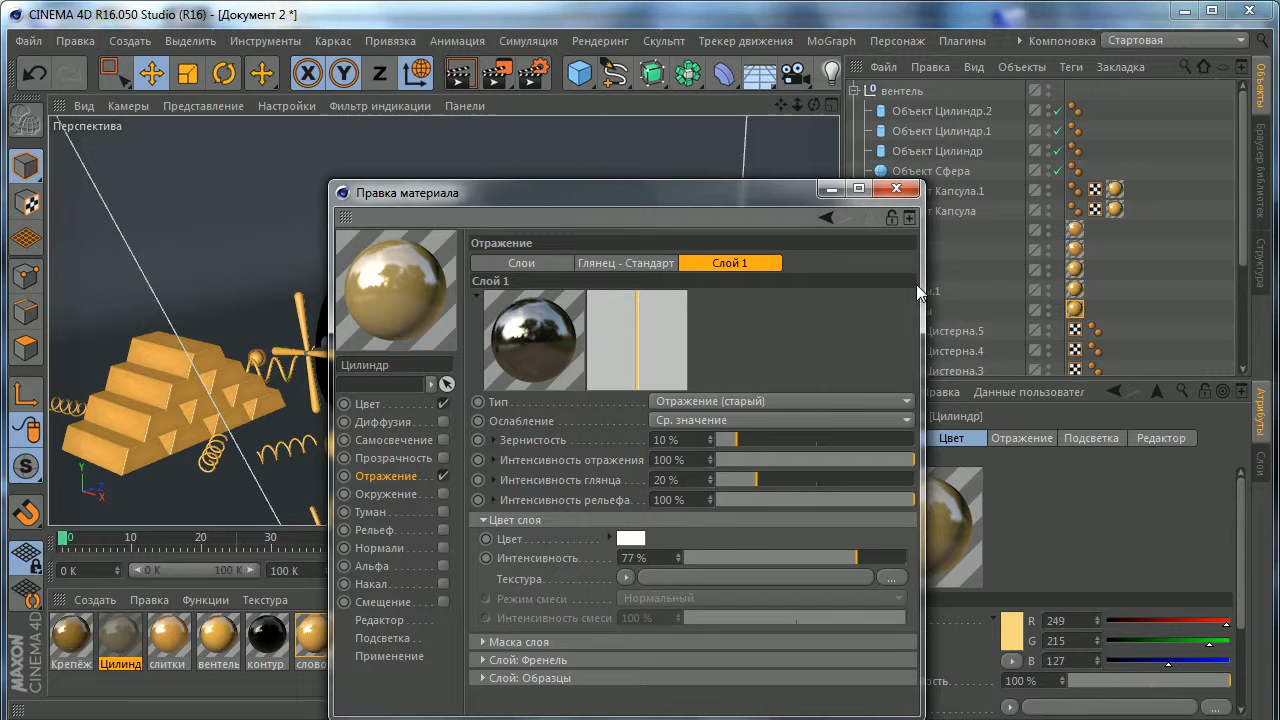 CINEMA 4D R16.050 Studio (R16) - [Документ 2 *]
Файл Правка Создать Выделить Инструменты Каркас Привязка Анимация Симуляция Рендеринг Скульпт Трекер движения MoGraph Персонаж Плагины Компоновка Стартовая
X Y Z
Файл Правка Вид Объекты Теги Закладка
Вид Камеры Представление Настройки Фильтр индикации Панели
Перспектива
вентель
Объект Цилиндр.2
Объект Цилиндр.1
Объект Цилиндр
Объект Сфера
Капсула.1
Капсула
ы.1
ы
Цистерна.5
Цистерна.4
Цистерна.3
Объекты
Браузер библиотек
Структура
Правка материала
Отражение
Слои Глянец - Стандарт Слой 1
Слой 1
Цилиндр
Цвет
Диффузия
Самосвечение
Прозрачность
Отражение
Окружение
Туман
Рельеф
Нормали
Альфа
Накал
Смещение
Редактор
Подсветка
Применение
Тип Отражение (старый)
Ослабление Ср. значение
Зернистость 10 %
Интенсивность отражения 100 %
Интенсивность глянца 20 %
Интенсивность рельефа 100 %
Цвет слоя
Цвет
Интенсивность 77 %
Текстура ...
Режим смеси Нормальный
Интенсивность смеси 100 %
Маска слоя
Слой: Френель
Слой: Образцы
равка Данные пользовател
[Цилиндр]
Цвет Отражение Подсветка Редактор
R 249
G 215
B 127
ость 100 %
...
Атрибуты
Слои
Y
Z
X
0 10 20 30
0 K 0 K 100 K 100 K
Создать Правка Функции Текстура
Крепёж Цилинд слитки вентель контур слово
MAXON
CINEMA 4D